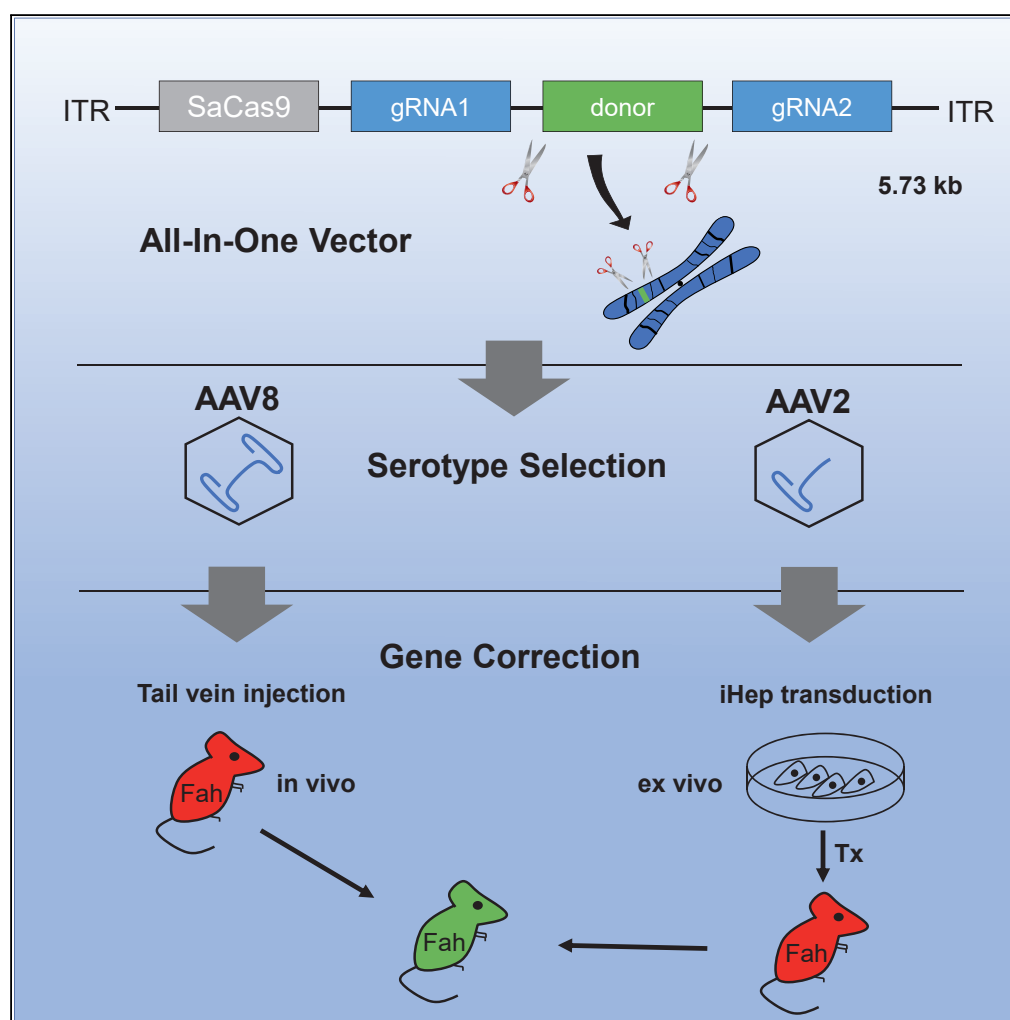 ITR SaCas9 gRNA1 donor gRNA2 ITR
5.73 kb
All-In-One Vector
AAV8 AAV2
Serotype Selection
Gene Correction
Tail vein injection iHep transduction
Fah in vivo ex vivo
Tx
Fah Fah